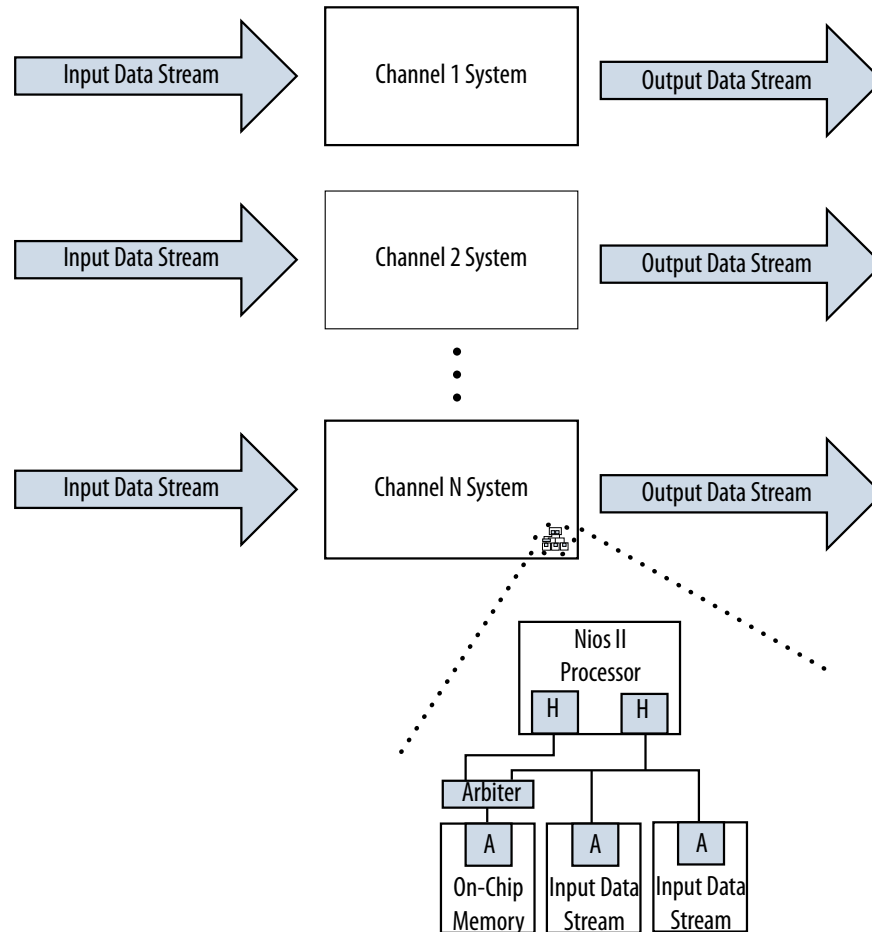 Input Data Stream
Channel 1 System
Output Data Stream
Input Data Stream
Channel 2 System
Output Data Stream
Input Data Stream
Channel N System
Output Data Stream
Nios II
Processor
H
H
Arbiter
A
A
A
On-Chip
Memory
Input Data
Stream
Input Data
Stream